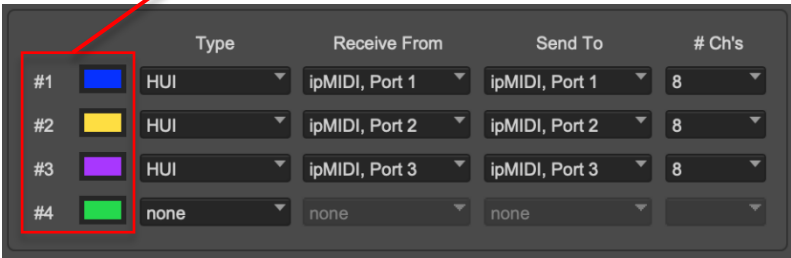 Type Receive From Send To # Ch's
#1 HUI ipMIDI, Port 1 ipMIDI, Port 1 8
#2 HUI ipMIDI, Port 2 ipMIDI, Port 2 8
#3 HUI ipMIDI, Port 3 ipMIDI, Port 3 8
#4 none none none